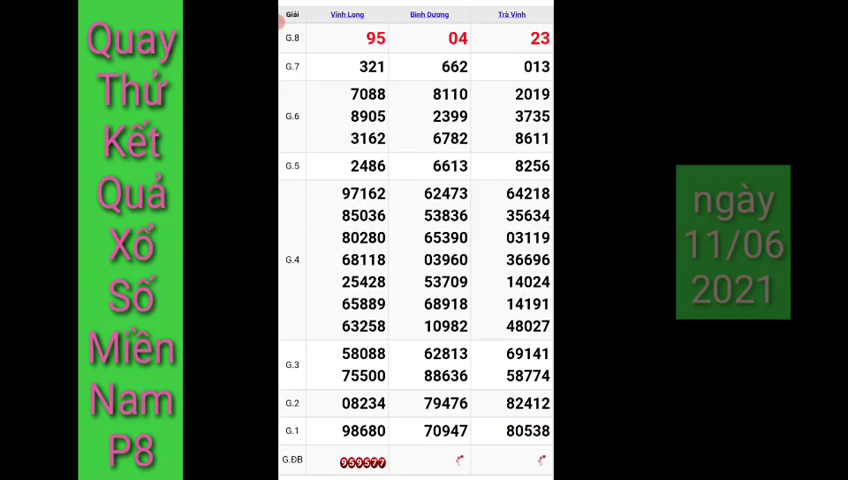 Quay
Thử
Kết
Quả
Xổ
Số
Miền
Nam
P8
Giải Vĩnh Long Bình Dương Trà Vinh
G.8 95 04 23
G.7 321 662 013
7088 8110 2019
G.6 8905 2399 3735
3162 6782 8611
G.5 2486 6613 8256
97162 62473 64218
85036 53836 35634
80280 65390 03119
G.4 68118 03960 36696
25428 53709 14024
65889 68918 14191
63258 10982 48027
G.3 58088 62813 69141
75500 88636 58774
G.2 08234 79476 82412
G.1 98680 70947 80538
G.ĐB 959577
ngày
11/06
2021